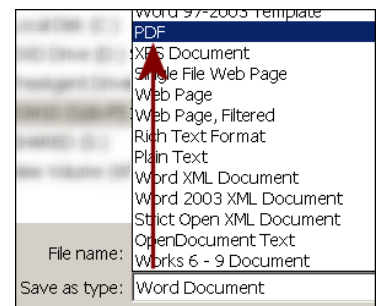 Word 97-2003 Template
PDF
XPS Document
Single File Web Page
Web Page
Web Page, Filtered
Rich Text Format
Plain Text
Word XML Document
Word 2003 XML Document
Strict Open XML Document
OpenDocument Text
Works 6 - 9 Document
File name:
Save as type: Word Document